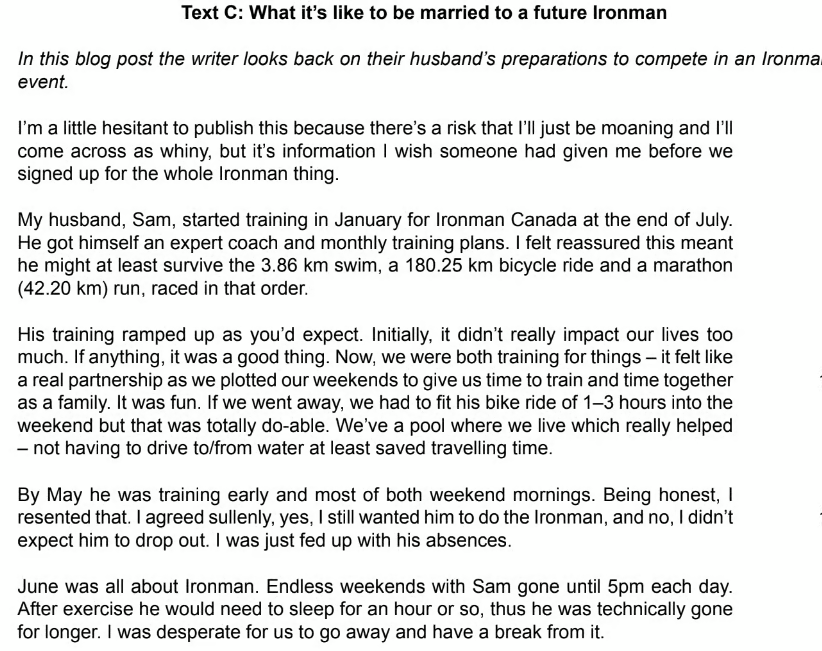 Text C: What it's like to be married to a future Ironman
In this blog post the writer looks back on their husband's preparations to compete in an Ironma
event.
I'm a little hesitant to publish this because there's a risk that I'll just be moaning and I'll
come across as whiny, but it's information I wish someone had given me before we
signed up for the whole Ironman thing.
My husband, Sam, started training in January for Ironman Canada at the end of July.
He got himself an expert coach and monthly training plans. I felt reassured this meant
he might at least survive the 3.86 km swim, a 180.25 km bicycle ride and a marathon
(42.20 km) run, raced in that order.
His training ramped up as you'd expect. Initially, it didn't really impact our lives too
much. If anything, it was a good thing. Now, we were both training for things – it felt like
a real partnership as we plotted our weekends to give us time to train and time together
as a family. It was fun. If we went away, we had to fit his bike ride of 1–3 hours into the
weekend but that was totally do-able. We've a pool where we live which really helped
– not having to drive to/from water at least saved travelling time.
By May he was training early and most of both weekend mornings. Being honest, I
resented that. I agreed sullenly, yes, I still wanted him to do the Ironman, and no, I didn't
expect him to drop out. I was just fed up with his absences.
June was all about Ironman. Endless weekends with Sam gone until 5pm each day.
After exercise he would need to sleep for an hour or so, thus he was technically gone
for longer. I was desperate for us to go away and have a break from it.